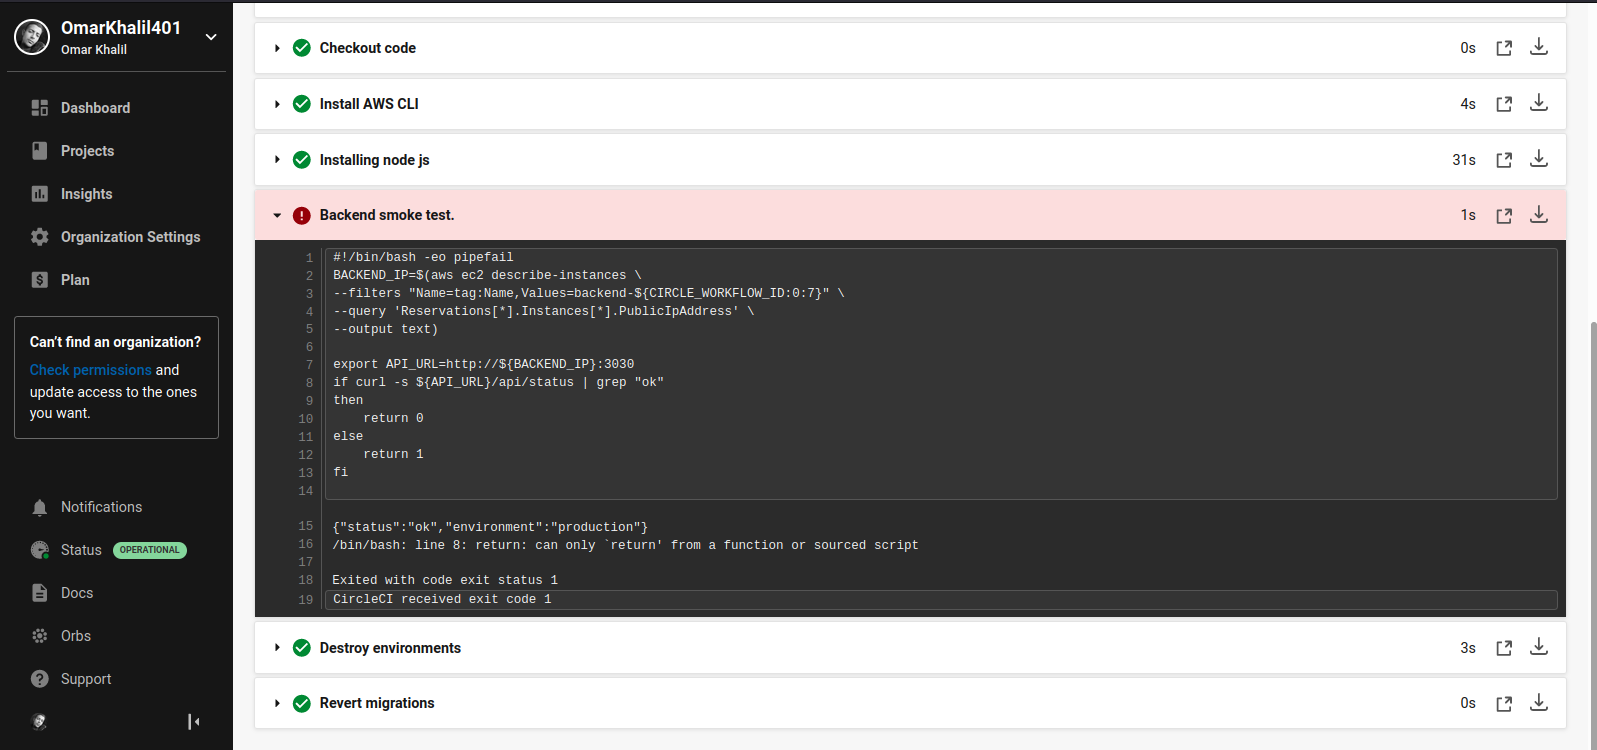 OmarKhalil401
Omar Khalil
Dashboard
Projects
Insights
Organization Settings
Plan
Can't find an organization?
Check permissions and
update access to the ones
you want.
Notifications
Status OPERATIONAL
Docs
Orbs
Support
Checkout code 0s
Install AWS CLI 4s
Installing node js 31s
Backend smoke test. 1s
1 #!/bin/bash -eo pipefail
2 BACKEND_IP=$(aws ec2 describe-instances \
3 --filters "Name=tag:Name,Values=backend-${CIRCLE_WORKFLOW_ID:0:7}" \
4 --query 'Reservations[*].Instances[*].PublicIpAddress' \
5 --output text)
6
7 export API_URL=http://${BACKEND_IP}:3030
8 if curl -s ${API_URL}/api/status | grep "ok"
9 then
10     return 0
11 else
12     return 1
13 fi
14
15 {"status":"ok","environment":"production"}
16 /bin/bash: line 8: return: can only `return' from a function or sourced script
17
18 Exited with code exit status 1
19 CircleCI received exit code 1
Destroy environments 3s
Revert migrations 0s